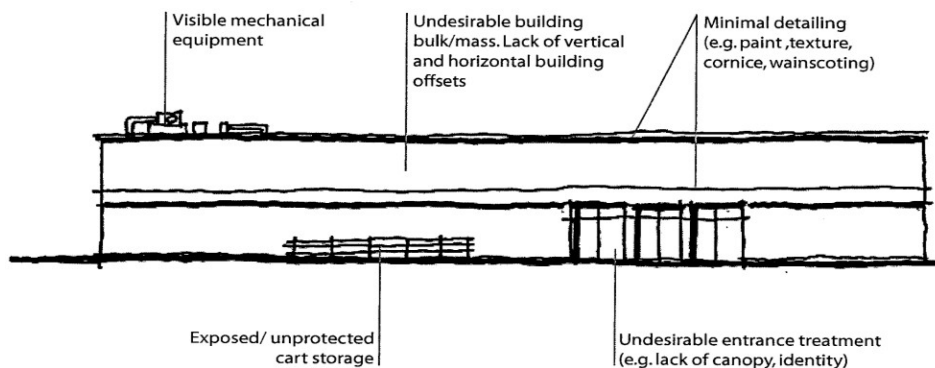 Visible mechanical
equipment
Undesirable building
bulk/mass. Lack of vertical
and horizontal building
offsets
Minimal detailing
(e.g. paint ,texture,
cornice, wainscoting)
Exposed/ unprotected
cart storage
Undesirable entrance treatment
(e.g. lack of canopy, identity)